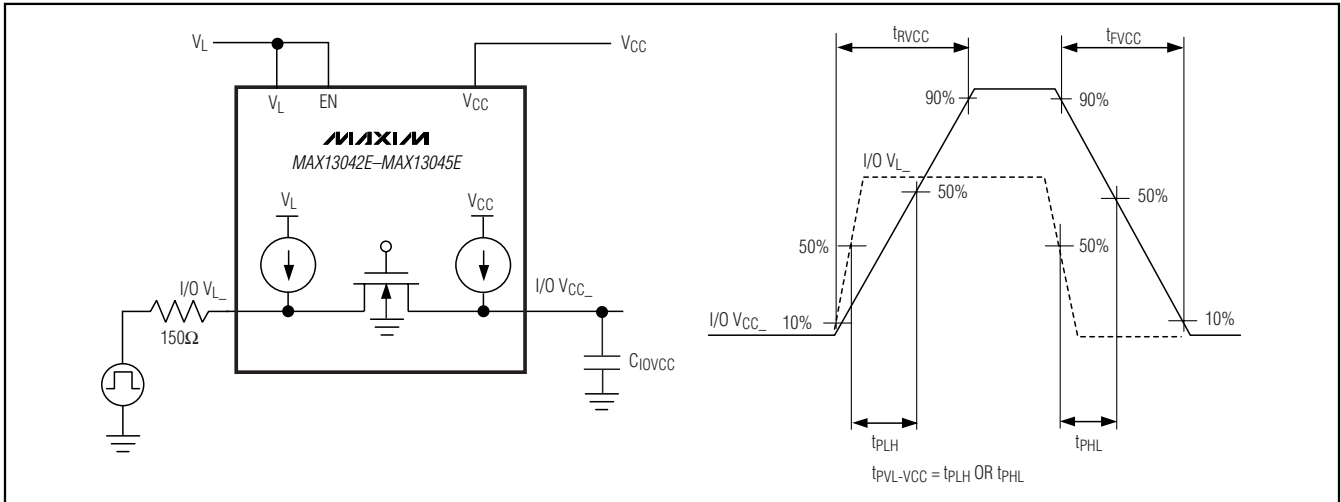 VL
VCC
VL
EN
VCC
MAXIM
MAX13042E–MAX13045E
VL
VCC
I/O VL_
I/O VCC_
150Ω
CIOVCC
tRVCC
tFVCC
90%
90%
I/O VL_
50%
50%
50%
50%
I/O VCC_
10%
10%
tPLH
tPHL
tPVL-VCC = tPLH OR tPHL